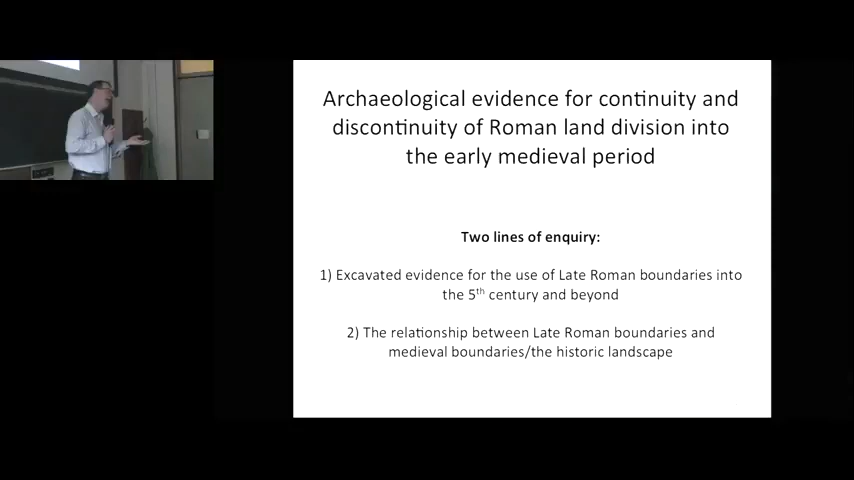 Archaeological evidence for continuity and
discontinuity of Roman land division into
the early medieval period
Two lines of enquiry:
1) Excavated evidence for the use of Late Roman boundaries into
the 5th century and beyond
2) The relationship between Late Roman boundaries and
medieval boundaries/the historic landscape